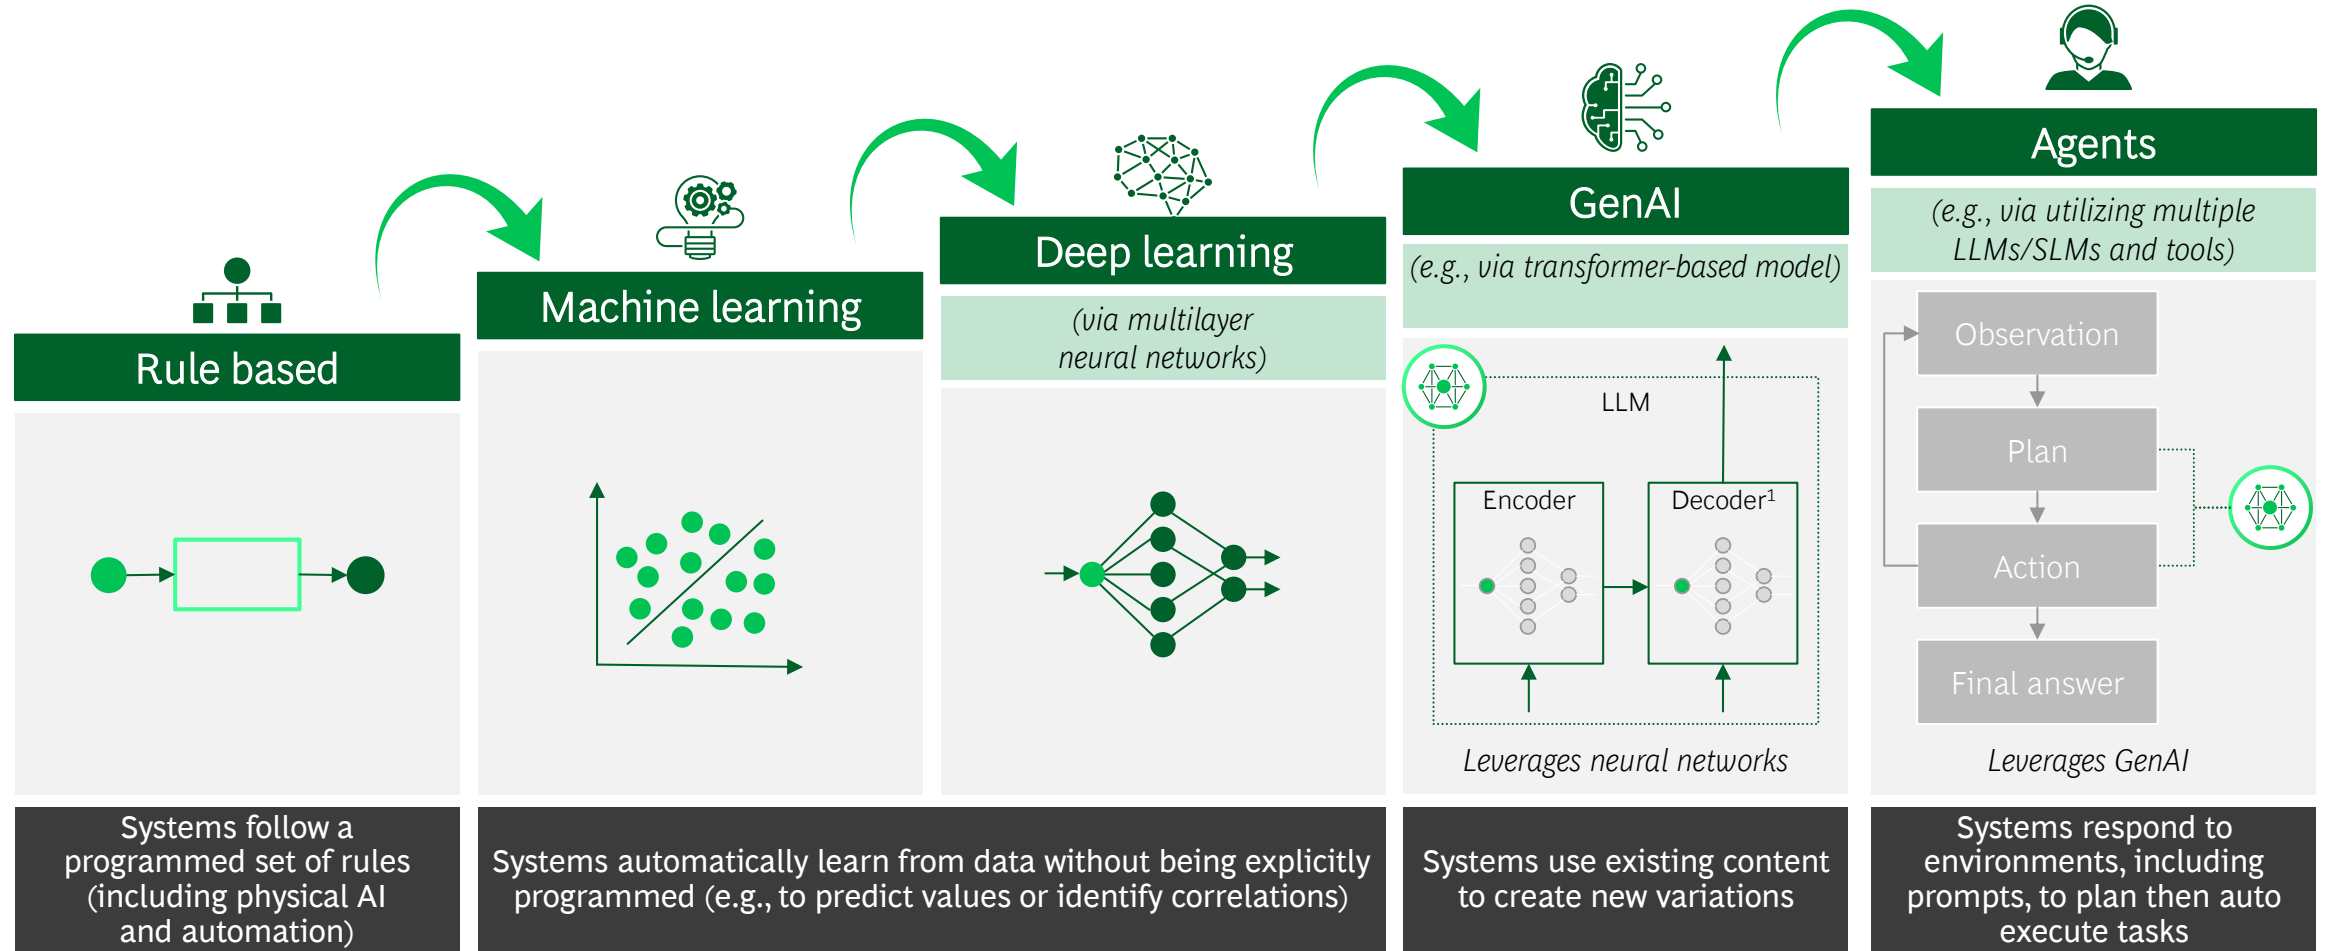 Rule based
Systems follow a
programmed set of rules
(including physical AI
and automation)
Machine learning
Deep learning
(via multilayer
neural networks)
Systems automatically learn from data without being explicitly
programmed (e.g., to predict values or identify correlations)
GenAI
(e.g., via transformer-based model)
LLM
Encoder
Decoder¹
Leverages neural networks
Systems use existing content
to create new variations
Agents
(e.g., via utilizing multiple
LLMs/SLMs and tools)
Observation
Plan
Action
Final answer
Leverages GenAI
Systems respond to
environments, including
prompts, to plan then auto
execute tasks